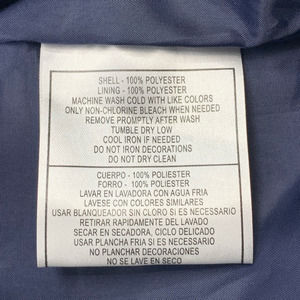 SHELL - 100% POLYESTER
LINING - 100% POLYESTER
MACHINE WASH COLD WITH LIKE COLORS
ONLY NON-CHLORINE BLEACH WHEN NEEDED
REMOVE PROMPTLY AFTER WASH
TUMBLE DRY LOW
COOL IRON IF NEEDED
DO NOT IRON DECORATIONS
DO NOT DRY CLEAN
CUERPO - 100% POLIESTER
FORRO - 100% POLIESTER
LAVAR EN LAVADORA CON AGUA FRIA
LAVESE CON COLORES SIMILARES
USAR BLANQUEADOR SIN CLORO SI ES NECESARIO
RETIRAR RAPIDAMENTE DEL LAVADO
SECAR EN SECADORA, CICLO DELICADO
USAR PLANCHA FRIA SI ES NECESARIO
NO PLANCHAR DECORACIONES
NO SE LAVE EN SECO